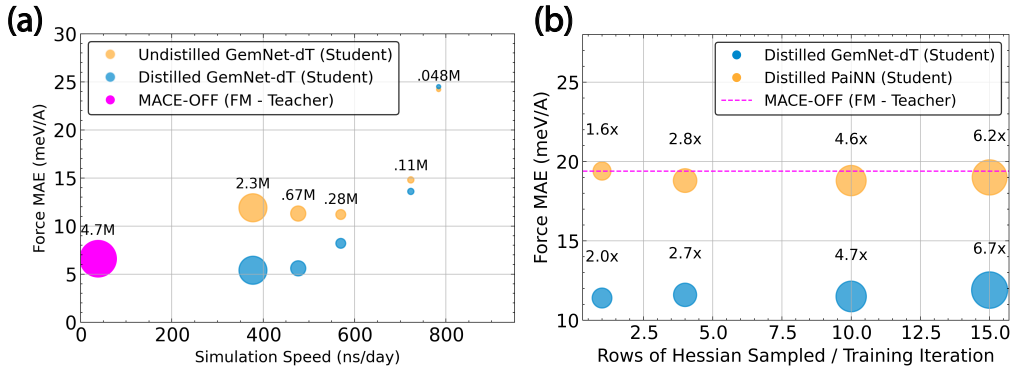 (a)
30
25
20
15
10
5
0
Force MAE (meV/A)
Undistilled GemNet-dT (Student)
Distilled GemNet-dT (Student)
MACE-OFF (FM - Teacher)
.048M
.11M
2.3M
.67M
.28M
4.7M
0
200
400
600
800
Simulation Speed (ns/day)
(b)
25
20
15
10
Force MAE (meV/A)
Distilled GemNet-dT (Student)
Distilled PaiNN (Student)
MACE-OFF (FM - Teacher)
1.6x
2.8x
4.6x
6.2x
2.0x
2.7x
4.7x
6.7x
2.5
5.0
7.5
10.0
12.5
15.0
Rows of Hessian Sampled / Training Iteration